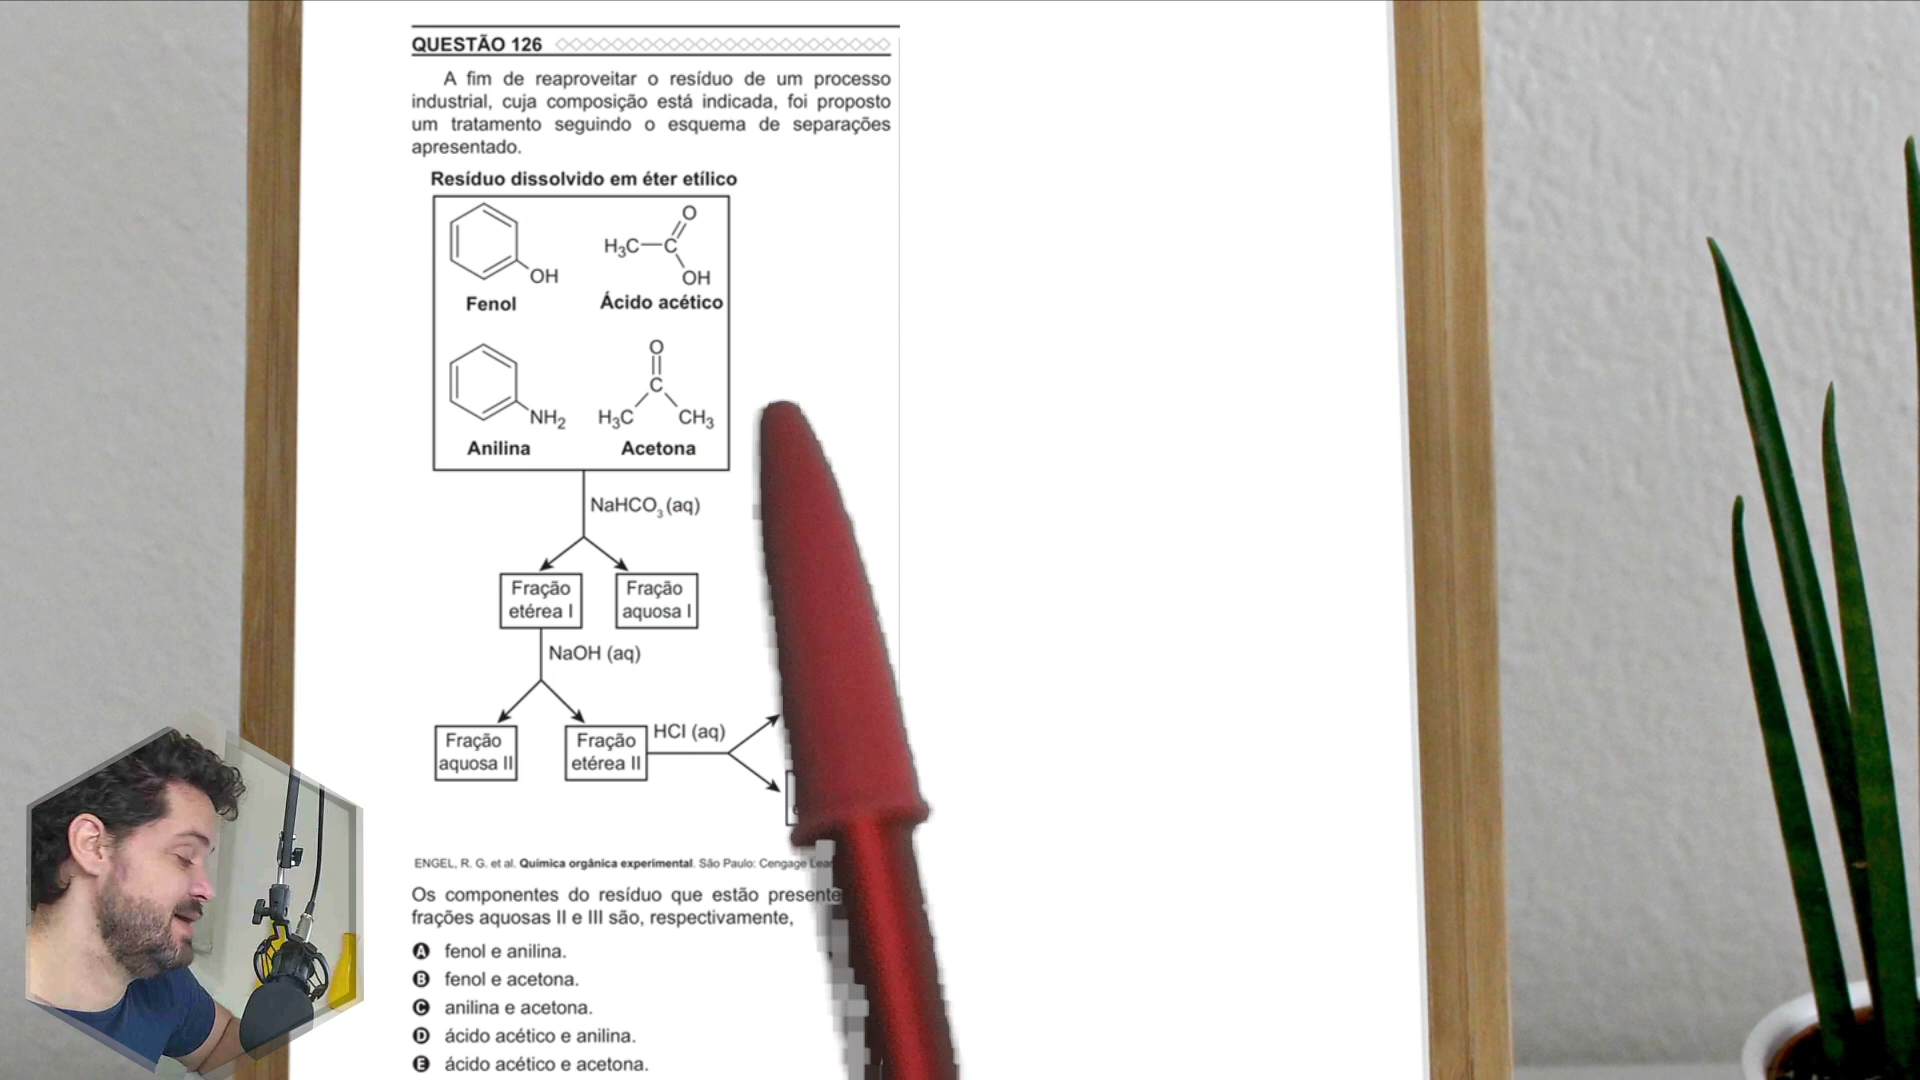 QUESTÃO 126
A fim de reaproveitar o resíduo de um processo
industrial, cuja composição está indicada, foi proposto
um tratamento seguindo o esquema de separações
apresentado.
Resíduo dissolvido em éter etílico
OH
Fenol
O
H₃C C
OH
Ácido acético
NH₂
Anilina
O
C
H₃C CH₃
Acetona
NaHCO₃ (aq)
Fração
etérea I
Fração
aquosa I
NaOH (aq)
Fração
aquosa II
Fração
etérea II
HCl (aq)
ENGEL, R. G. et al. Química orgânica experimental. São Paulo: Cengage
Os componentes do resíduo que estão
frações aquosas II e III são, respectivamente,
A fenol e anilina.
B fenol e acetona.
C anilina e acetona.
D ácido acético e anilina.
E ácido acético e acetona.